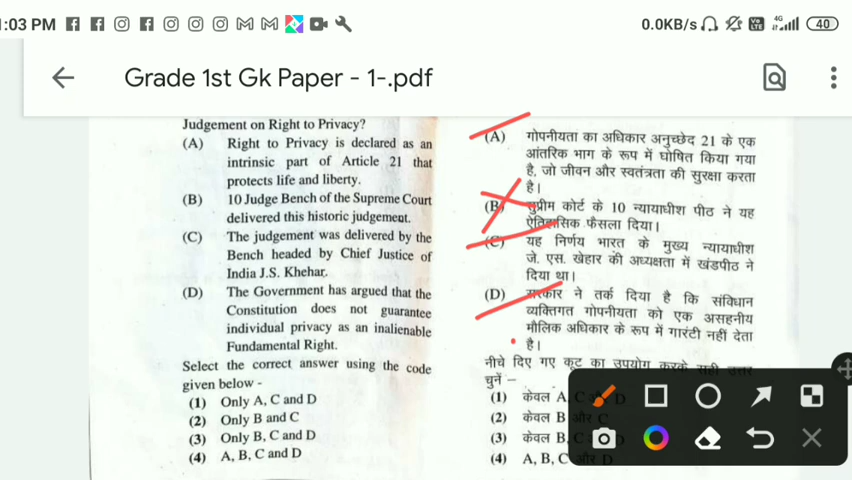 1:03 PM
0.0KB/s
4G
40
Grade 1st Gk Paper - 1-.pdf
Judgement on Right to Privacy?
(A) Right to Privacy is declared as an
intrinsic part of Article 21 that
protects life and liberty.
(B) 10 Judge Bench of the Supreme Court
delivered this historic judgement.
(C) The judgement was delivered by the
Bench headed by Chief Justice of
India J.S. Khehar.
(D) The Government has argued that the
Constitution does not guarantee
individual privacy as an inalienable
Fundamental Right.
Select the correct answer using the code
given below -
(1) Only A, C and D
(2) Only B and C
(3) Only B, C and D
(4) A, B, C and D
(A) गोपनीयता का अधिकार अनुच्छेद 21 के एक
आंतरिक भाग के रूप में घोषित किया गया
है, जो जीवन और स्वतंत्रता की सुरक्षा करता
है।
(B) सुप्रीम कोर्ट के 10 न्यायाधीश पीठ ने यह
ऐतिहासिक फैसला दिया।
(C) यह निर्णय भारत के मुख्य न्यायाधीश
जे. एस. खेहार की अध्यक्षता में खंडपीठ ने
दिया था।
(D) सरकार ने तर्क दिया है कि संविधान
व्यक्तिगत गोपनीयता को एक असहनीय
मौलिक अधिकार के रूप में गारंटी नहीं देता
है।
नीचे दिए गए कूट का उपयोग करके सही उत्तर
चुनें –
(1) केवल A, C और D
(2) केवल B और C
(3) केवल B, C
(4) A, B, C और D